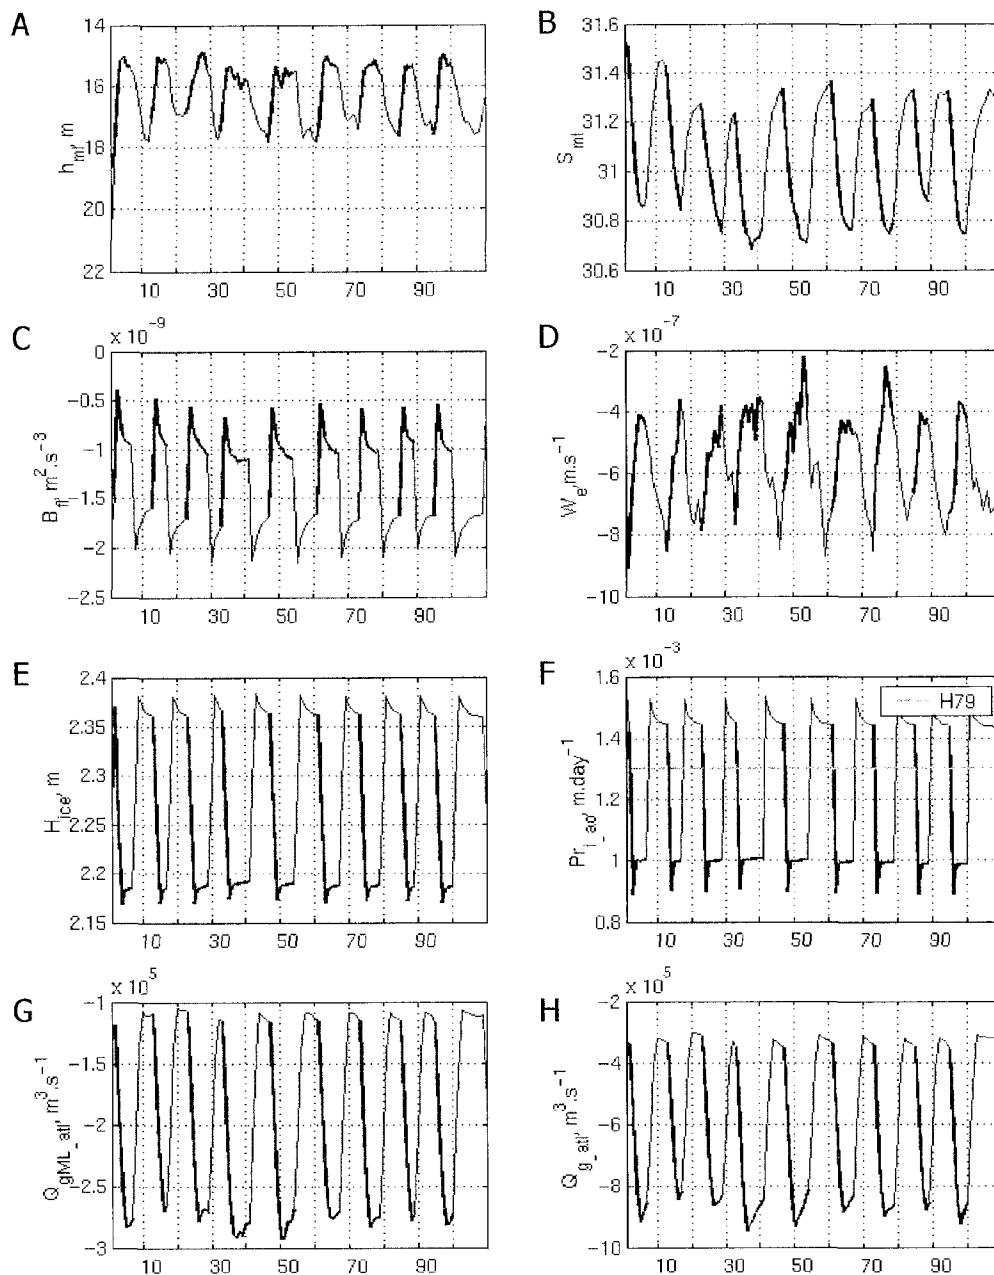 A
14
16
18
20
22
h_ml, m
10 30 50 70 90
B
31.6
31.4
31.2
31
30.8
30.6
S_ml
10 30 50 70 90
C
x 10^-9
0
-0.5
-1
-1.5
-2
-2.5
B_fl, m^2.s^-3
10 30 50 70 90
D
x 10^-7
-2
-4
-6
-8
-10
W_e, m.s^-1
10 30 50 70 90
E
2.4
2.35
2.3
2.25
2.2
2.15
H_ice, m
10 30 50 70 90
F
x 10^-3
1.6
1.4
1.2
1
0.8
Pr_i_ao, m.day^-1
H79
10 30 50 70 90
G
x 10^5
-1
-1.5
-2
-2.5
-3
Q_gML_atl, m^3.s^-1
10 30 50 70 90
H
x 10^5
-2
-4
-6
-8
-10
Q_g_atl, m^3.s^-1
10 30 50 70 90